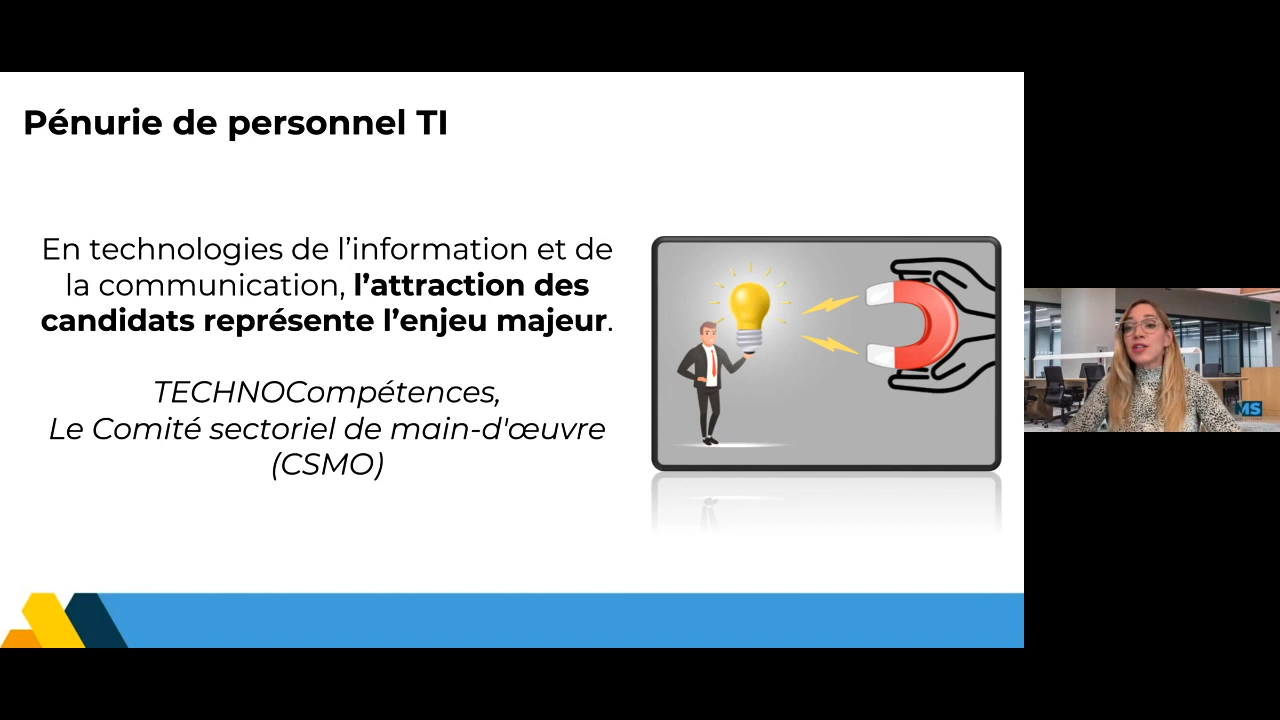 Pénurie de personnel TI
En technologies de l’information et de
la communication, l’attraction des
candidats représente l’enjeu majeur.
TECHNOCompétences,
Le Comité sectoriel de main-d'œuvre
(CSMO)
MS